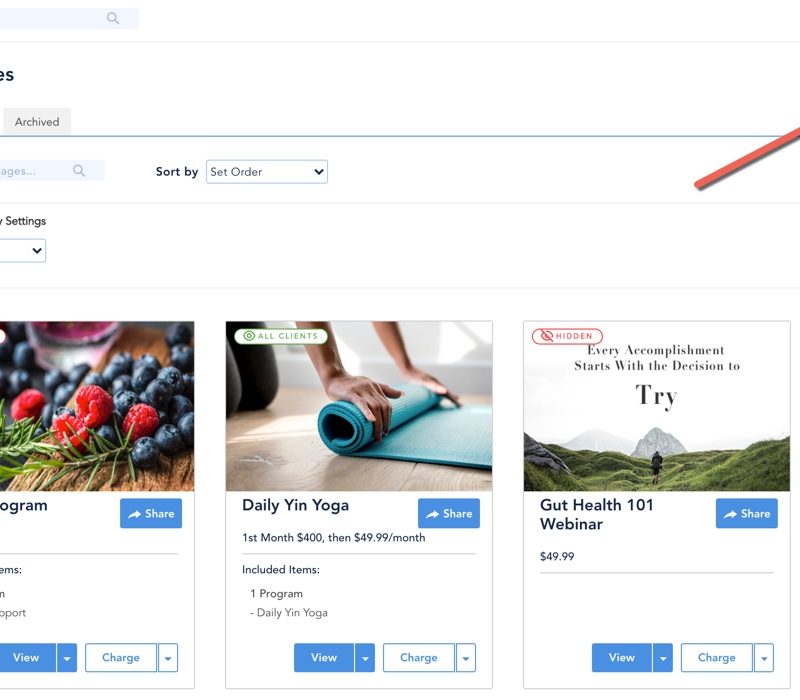 es
Archived
ages...
Sort by
Set Order
y Settings
ALL CLIENTS
HIDDEN
Every Accomplishment
Starts With the Decision to
Try
ogram
Share
Daily Yin Yoga
Share
Gut Health 101
Webinar
Share
1st Month $400, then $49.99/month
$49.99
ems:
Included Items:
m
1 Program
pport
- Daily Yin Yoga
View
Charge
View
Charge
View
Charge